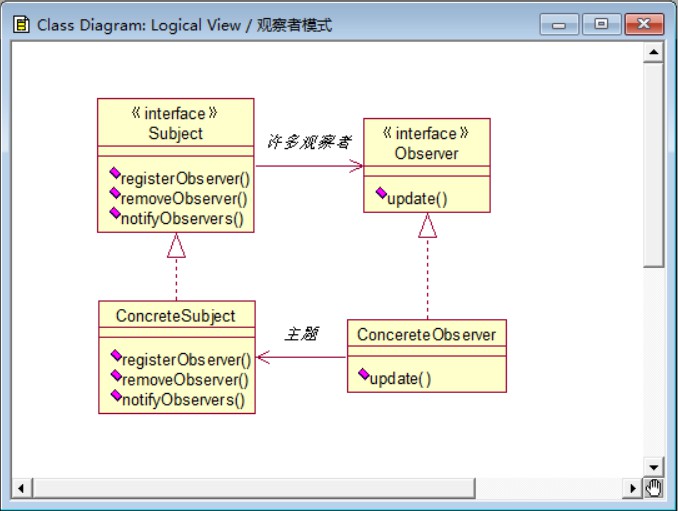 Class Diagram: Logical View / 观察者模式
《interface》
Subject
registerObserver()
removeObserver()
notifyObservers()
许多观察者
《interface》
Observer
update()
ConcreteSubject
registerObserver()
removeObserver()
notifyObservers()
主题
ConcereteObserver
update()